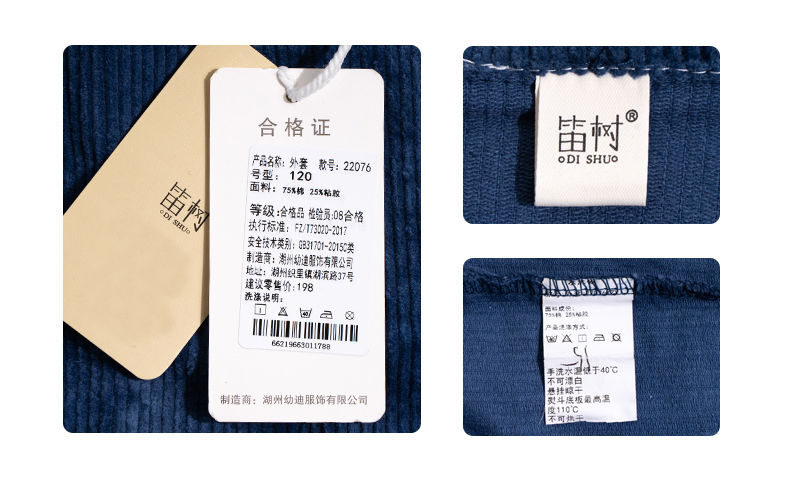 笛树
DI SHU
合格证
产品名称：外套 款号：22076
号型：120
面料：75%棉 25%粘胶
等级：合格品 检验员：08合格
执行标准：FZ/T73020-2017
安全技术类别：GB31701-2015C类
制造商：湖州幼迪服饰有限公司
地址：湖州织里镇湖滨路37号
建议零售价：198
洗涤说明：
66219663011788
制造商：湖州幼迪服饰有限公司
笛树®
DI SHU
面料成份：
75%棉 25%粘胶
产品洗涤方式：
手洗水温低于40℃
不可漂白
悬挂晾干
熨斗底板最高温
度110℃
不可烘干